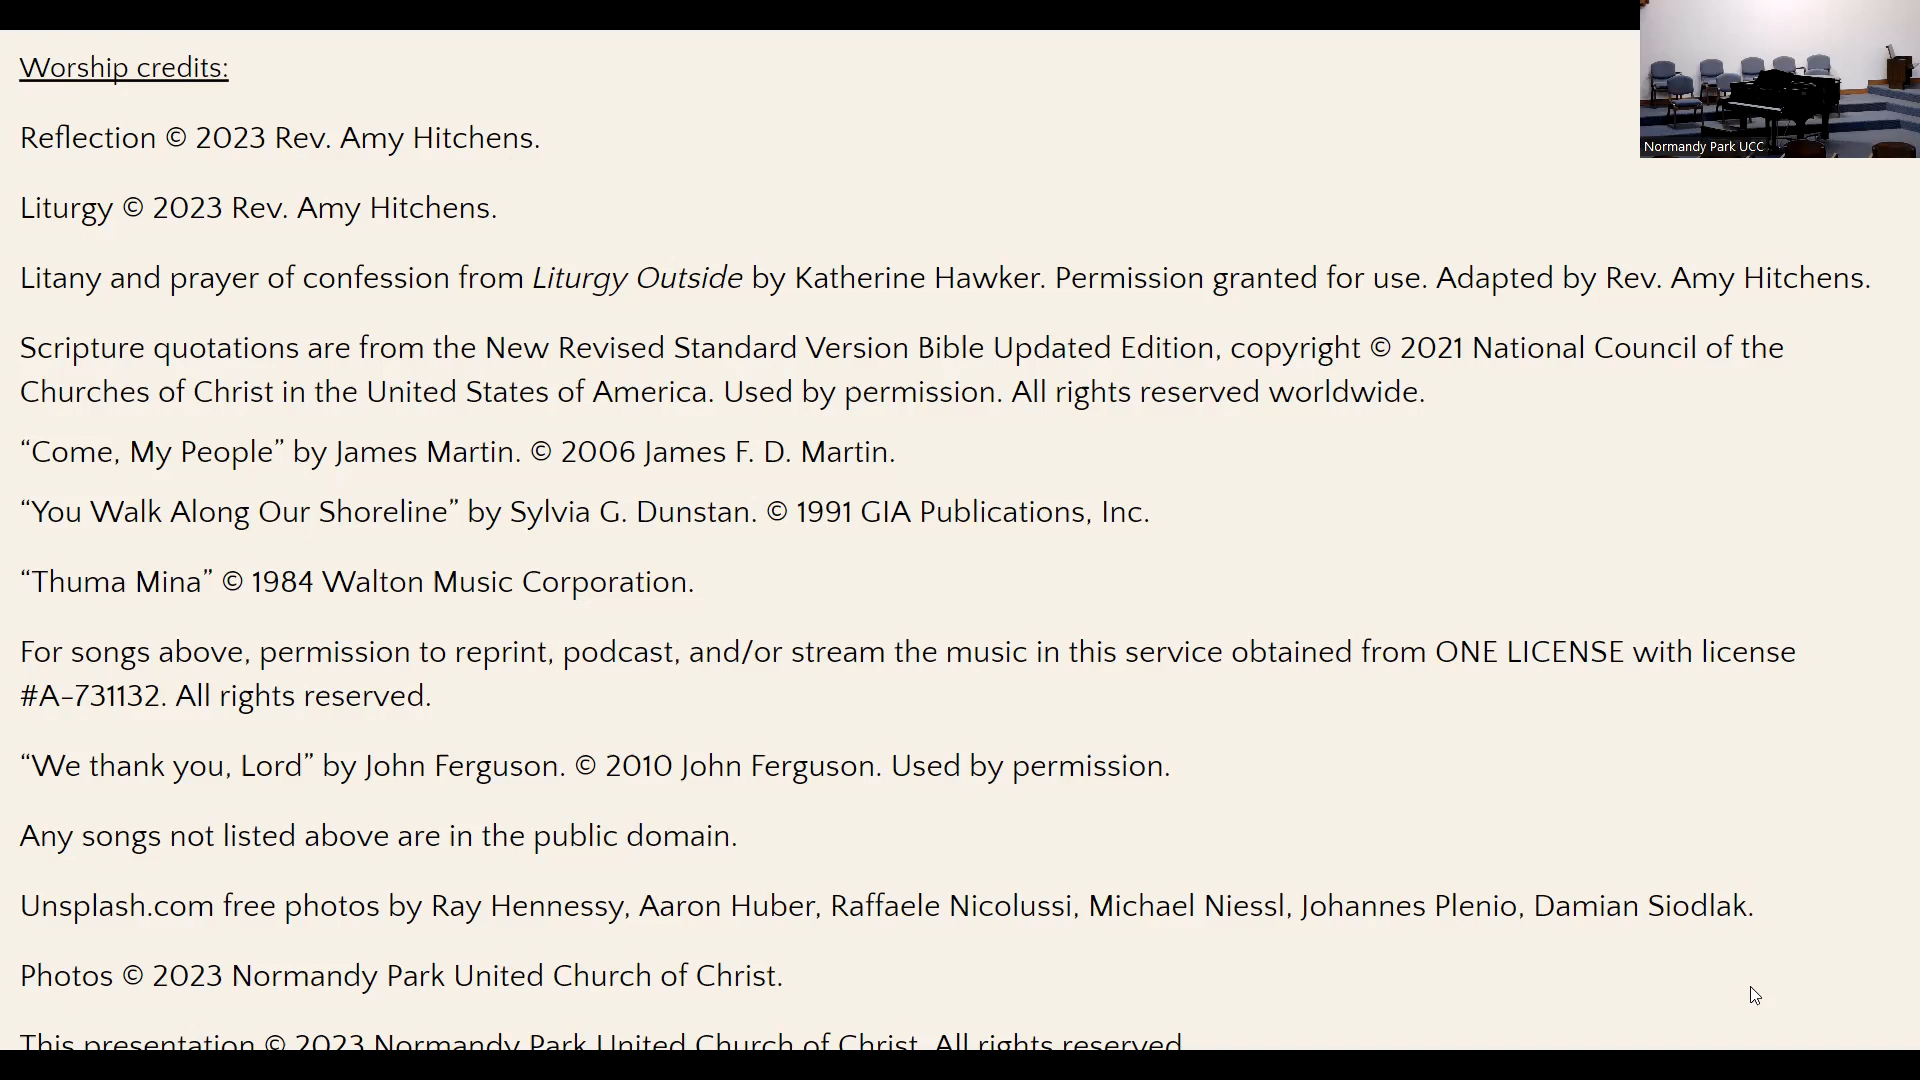 Worship credits:
Reflection © 2023 Rev. Amy Hitchens.
Liturgy © 2023 Rev. Amy Hitchens.
Litany and prayer of confession from Liturgy Outside by Katherine Hawker. Permission granted for use. Adapted by Rev. Amy Hitchens.
Scripture quotations are from the New Revised Standard Version Bible Updated Edition, copyright © 2021 National Council of the
Churches of Christ in the United States of America. Used by permission. All rights reserved worldwide.
“Come, My People” by James Martin. © 2006 James F. D. Martin.
“You Walk Along Our Shoreline” by Sylvia G. Dunstan. © 1991 GIA Publications, Inc.
“Thuma Mina” © 1984 Walton Music Corporation.
For songs above, permission to reprint, podcast, and/or stream the music in this service obtained from ONE LICENSE with license
#A-731132. All rights reserved.
“We thank you, Lord” by John Ferguson. © 2010 John Ferguson. Used by permission.
Any songs not listed above are in the public domain.
Unsplash.com free photos by Ray Hennessy, Aaron Huber, Raffaele Nicolussi, Michael Niessl, Johannes Plenio, Damian Siodlak.
Photos © 2023 Normandy Park United Church of Christ.
This presentation © 2023 Normandy Park United Church of Christ. All rights reserved.
Normandy Park UCC